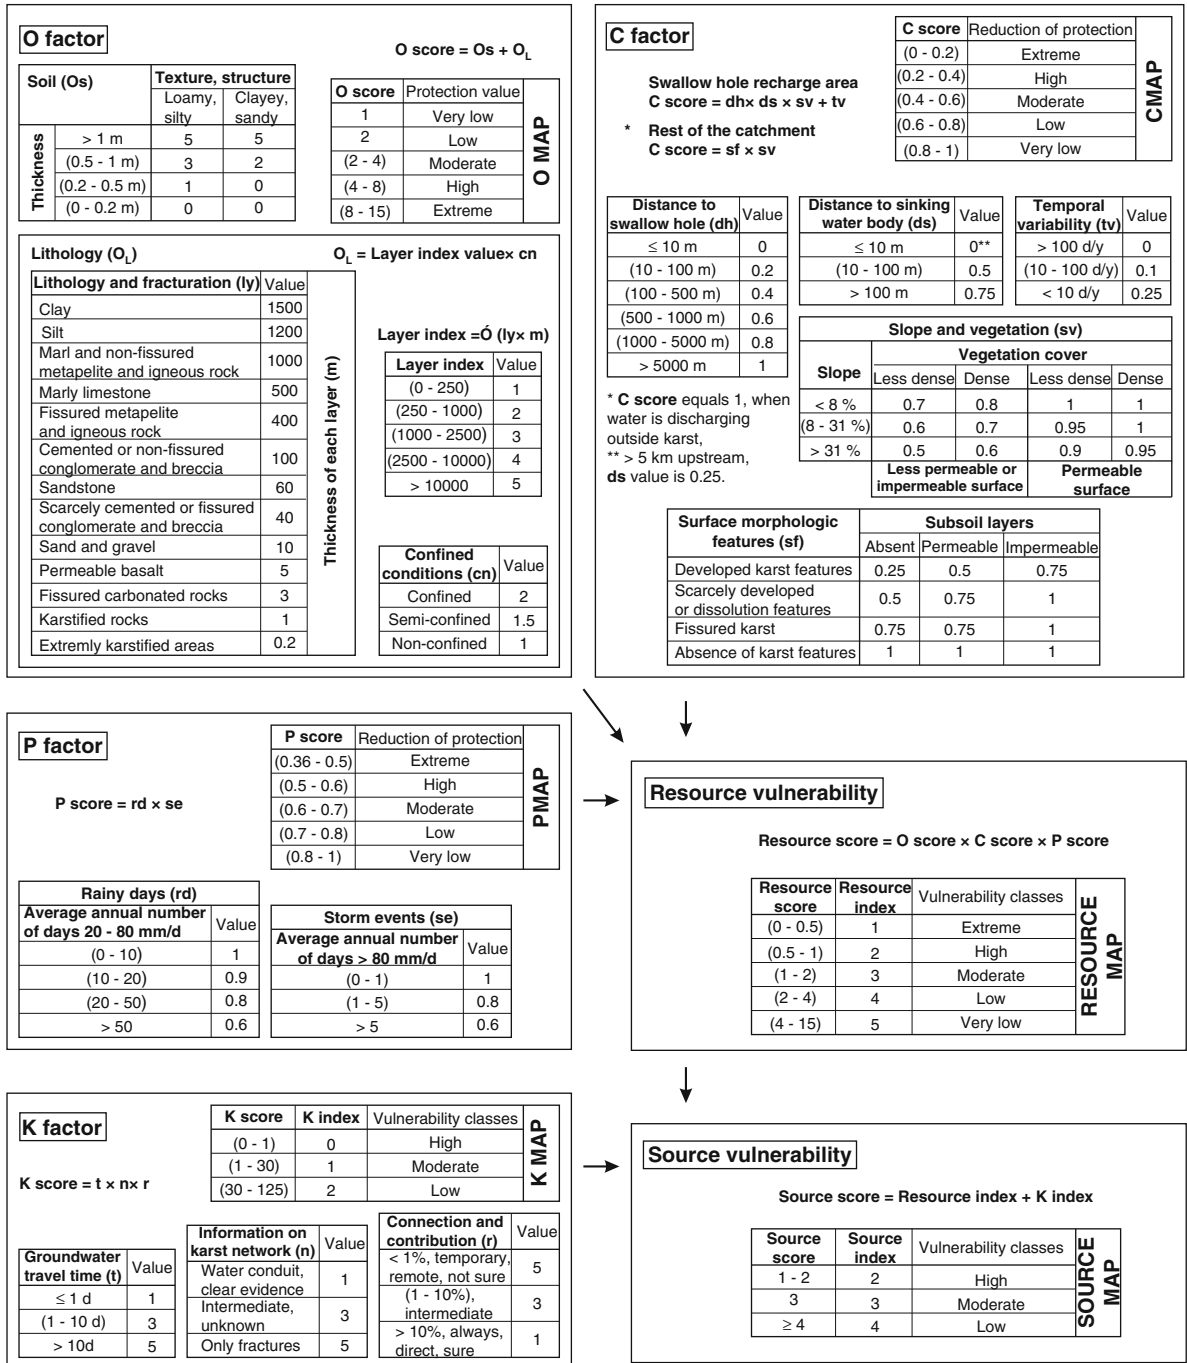 O factor
O score = Os + O_L
Soil (Os) Texture, structure
Loamy, silty Clayey, sandy
Thickness
> 1 m 5 5
(0.5 - 1 m) 3 2
(0.2 - 0.5 m) 1 0
(0 - 0.2 m) 0 0
O score Protection value
1 Very low
2 Low
(2 - 4) Moderate
(4 - 8) High
(8 - 15) Extreme
O MAP
Lithology (O_L) O_L = Layer index value× cn
Lithology and fracturation (ly) Value
Clay 1500
Silt 1200
Marl and non-fissured
metapelite and igneous rock 1000
Marly limestone 500
Fissured metapelite
and igneous rock 400
Cemented or non-fissured
conglomerate and breccia 100
Sandstone 60
Scarcely cemented or fissured
conglomerate and breccia 40
Sand and gravel 10
Permeable basalt 5
Fissured carbonated rocks 3
Karstified rocks 1
Extremly karstified areas 0.2
Thickness of each layer (m)
Layer index =Ó (ly× m)
Layer index Value
(0 - 250) 1
(250 - 1000) 2
(1000 - 2500) 3
(2500 - 10000) 4
> 10000 5
Confined
conditions (cn) Value
Confined 2
Semi-confined 1.5
Non-confined 1
C factor
Swallow hole recharge area
C score = dh× ds × sv + tv
* Rest of the catchment
C score = sf × sv
C score Reduction of protection
(0 - 0.2) Extreme
(0.2 - 0.4) High
(0.4 - 0.6) Moderate
(0.6 - 0.8) Low
(0.8 - 1) Very low
CMAP
Distance to
swallow hole (dh) Value
≤ 10 m 0
(10 - 100 m) 0.2
(100 - 500 m) 0.4
(500 - 1000 m) 0.6
(1000 - 5000 m) 0.8
> 5000 m 1
Distance to sinking
water body (ds) Value
≤ 10 m 0**
(10 - 100 m) 0.5
> 100 m 0.75
Temporal
variability (tv) Value
> 100 d/y 0
(10 - 100 d/y) 0.1
< 10 d/y 0.25
* C score equals 1, when
water is discharging
outside karst,
** > 5 km upstream,
ds value is 0.25.
Slope and vegetation (sv)
Slope Vegetation cover
Less dense Dense Less dense Dense
< 8 % 0.7 0.8 1 1
(8 - 31 %) 0.6 0.7 0.95 1
> 31 % 0.5 0.6 0.9 0.95
Less permeable or
impermeable surface
Permeable
surface
Surface morphologic
features (sf) Subsoil layers
Absent Permeable Impermeable
Developed karst features 0.25 0.5 0.75
Scarcely developed
or dissolution features 0.5 0.75 1
Fissured karst 0.75 0.75 1
Absence of karst features 1 1 1
P factor
P score = rd × se
P score Reduction of protection
(0.36 - 0.5) Extreme
(0.5 - 0.6) High
(0.6 - 0.7) Moderate
(0.7 - 0.8) Low
(0.8 - 1) Very low
PMAP
Rainy days (rd)
Average annual number
of days 20 - 80 mm/d Value
(0 - 10) 1
(10 - 20) 0.9
(20 - 50) 0.8
> 50 0.6
Storm events (se)
Average annual number
of days > 80 mm/d Value
(0 - 1) 1
(1 - 5) 0.8
> 5 0.6
Resource vulnerability
Resource score = O score × C score × P score
Resource
score Resource
index Vulnerability classes
(0 - 0.5) 1 Extreme
(0.5 - 1) 2 High
(1 - 2) 3 Moderate
(2 - 4) 4 Low
(4 - 15) 5 Very low
RESOURCE
MAP
K factor
K score = t × n× r
K score K index Vulnerability classes
(0 - 1) 0 High
(1 - 30) 1 Moderate
(30 - 125) 2 Low
K MAP
Groundwater
travel time (t) Value
≤ 1 d 1
(1 - 10 d) 3
> 10d 5
Information on
karst network (n) Value
Water conduit,
clear evidence 1
Intermediate,
unknown 3
Only fractures 5
Connection and
contribution (r) Value
< 1%, temporary,
remote, not sure 5
(1 - 10%),
intermediate 3
> 10%, always,
direct, sure 1
Source vulnerability
Source score = Resource index + K index
Source
score Source
index Vulnerability classes
1 - 2 2 High
3 3 Moderate
≥ 4 4 Low
SOURCE
MAP